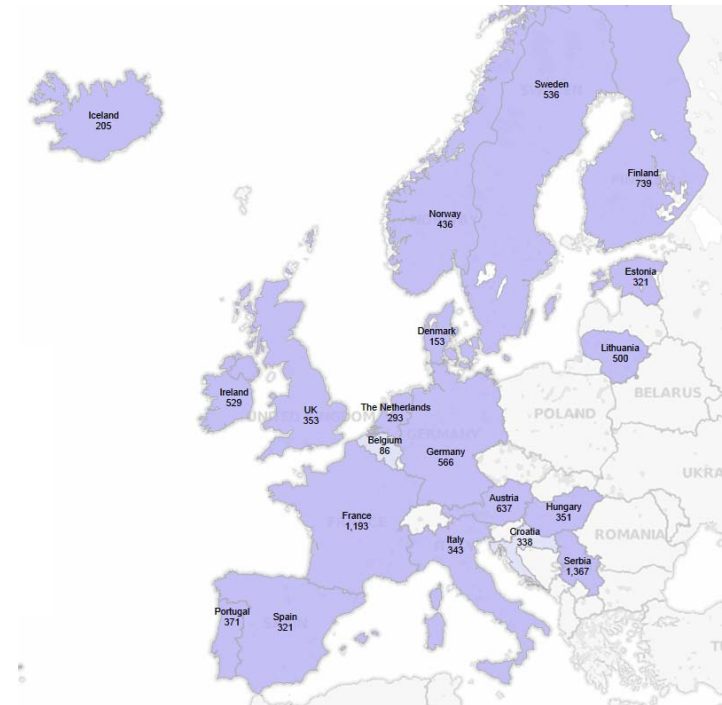 Sweden
536
Iceland
205
Finland
739
Norway
436
Estonia
321
Denmark
153
Lithuania
500
BELARUS
Ireland
529
UK
353
The Netherlands
293
POLAND
GERMANY
Belgium
86
Germany
566
UKRA
Austria
637
Hungary
351
France
1,193
Croatia
338
ROMANIA
Italy
343
Serbia
1,367
Portugal
371
Spain
321